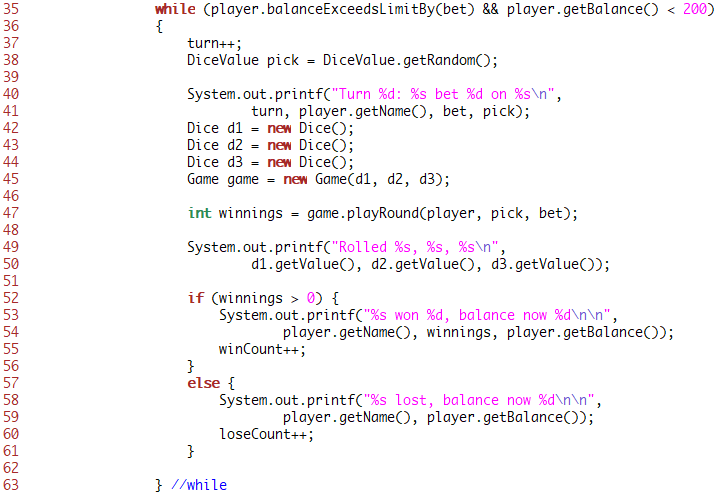 35                 while (player.balanceExceedsLimitBy(bet) && player.getBalance() < 200)
36                 {
37                     turn++;
38                     DiceValue pick = DiceValue.getRandom();
39
40                     System.out.printf("Turn %d: %s bet %d on %s\n",
41                             turn, player.getName(), bet, pick);
42                     Dice d1 = new Dice();
43                     Dice d2 = new Dice();
44                     Dice d3 = new Dice();
45                     Game game = new Game(d1, d2, d3);
46
47                     int winnings = game.playRound(player, pick, bet);
48
49                     System.out.printf("Rolled %s, %s, %s\n",
50                             d1.getValue(), d2.getValue(), d3.getValue());
51
52                     if (winnings > 0) {
53                         System.out.printf("%s won %d, balance now %d\n\n",
54                                 player.getName(), winnings, player.getBalance());
55                         winCount++;
56                     }
57                     else {
58                         System.out.printf("%s lost, balance now %d\n\n",
59                                 player.getName(), player.getBalance());
60                         loseCount++;
61                     }
62
63                 } //while